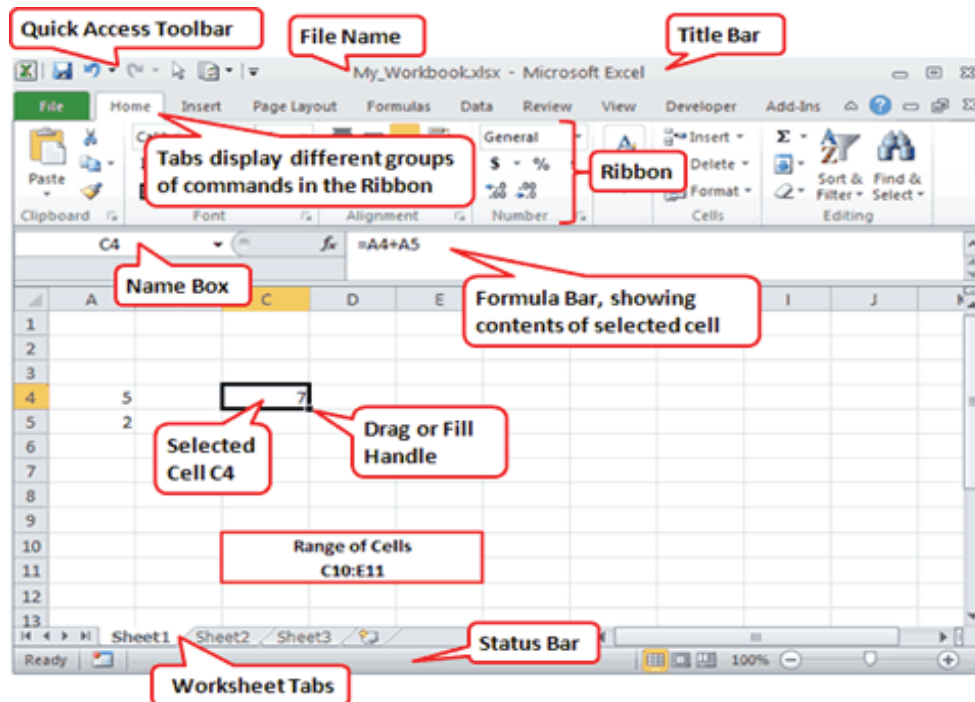 Quick Access Toolbar
File Name
Title Bar
My_Workbook.xlsx - Microsoft Excel
File Home Insert Page Layout Formulas Data Review View Developer Add-Ins
Tabs display different groups
of commands in the Ribbon
General
$ %
Ribbon
Insert
Delete
Format
Σ
Sort & Filter
Find & Select
Paste
Clipboard Font Alignment Number Cells Editing
C4 fx =A4+A5
Name Box
Formula Bar, showing
contents of selected cell
A C D E I J
1
2
3
4 5 7
5 2
Selected
Cell C4
Drag or Fill
Handle
6
7
8
9
10 Range of Cells
11 C10:E11
12
13
Sheet1 Sheet2 Sheet3
Status Bar
Ready 100%
Worksheet Tabs